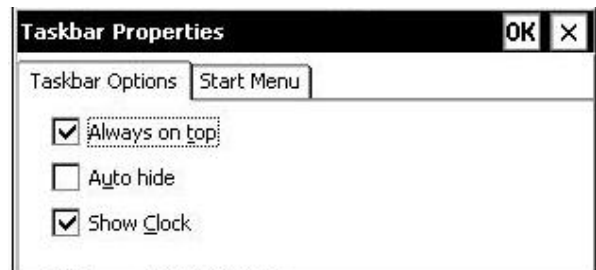 Taskbar Properties OK ×
Taskbar Options Start Menu
Always on top
Auto hide
Show Clock